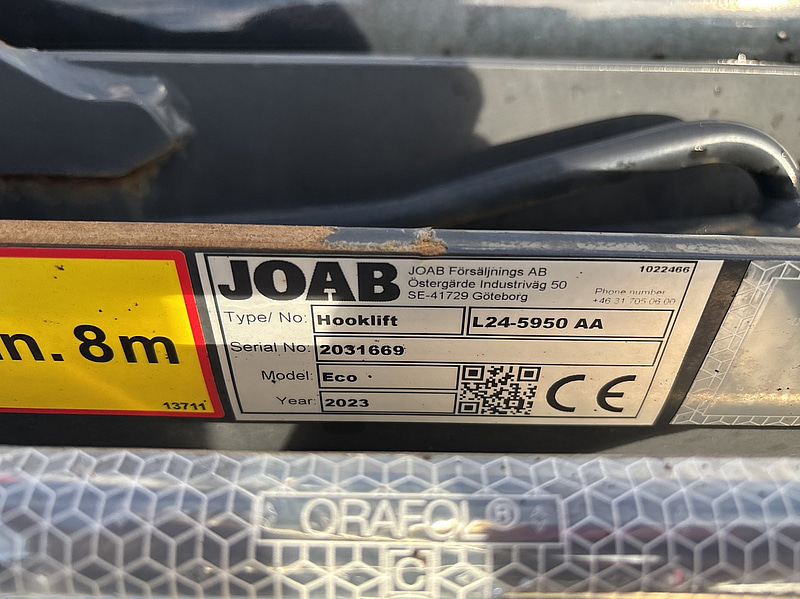 n. 8m
13711
JOAB
JOAB Försäljnings AB
Östergärde Industriväg 50
SE-41729 Göteborg
1022466
Phone number
+46 31 705 06 00
Type/ No: Hooklift L24-5950 AA
Serial No: 2031669
Model: Eco
Year: 2023
CE
ORAFOL®
C